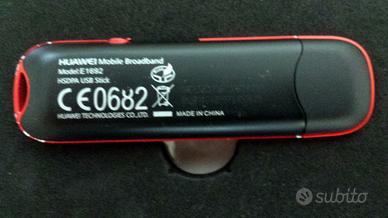 HUAWEI Mobile Broadband
Model:E1692
HSDPA USB Stick
CE0682
HUAWEI TECHNOLOGIES CO.,LTD.
MADE IN CHINA
subito